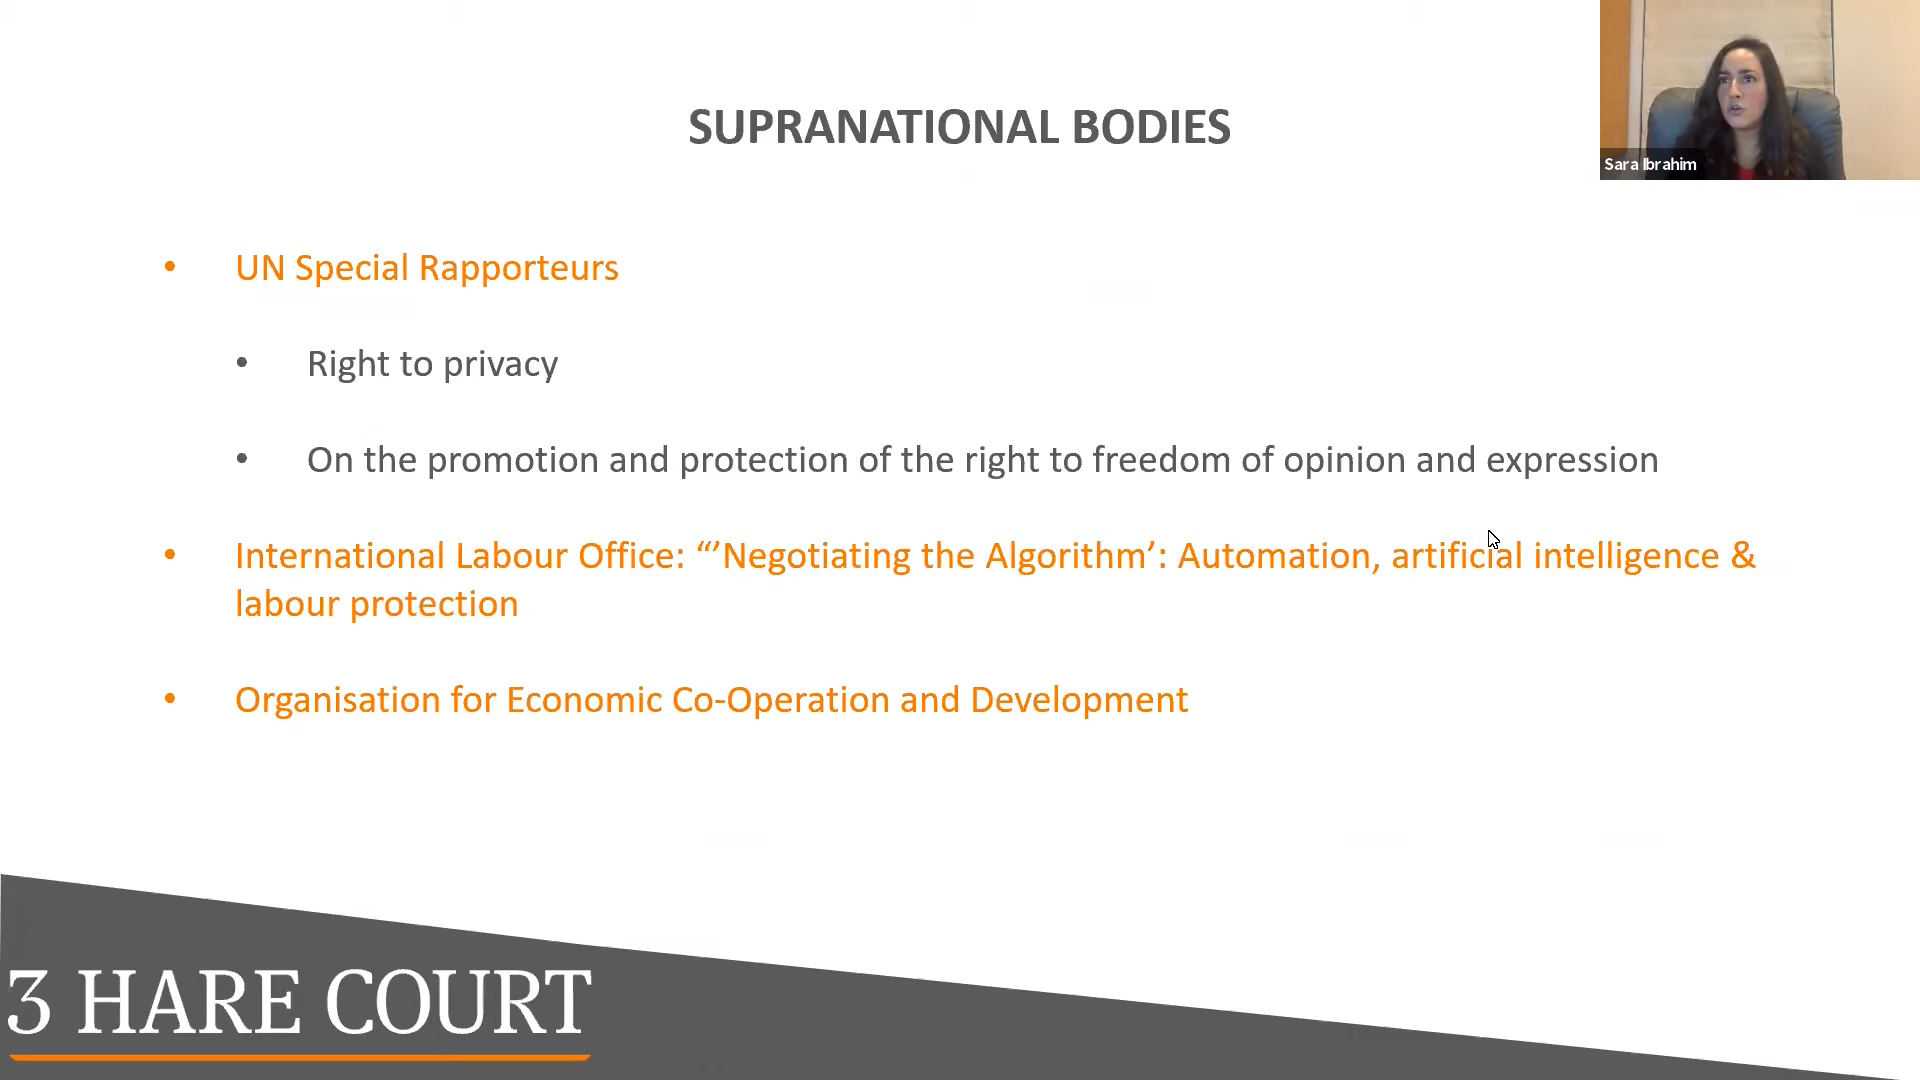 SUPRANATIONAL BODIES
Sara Ibrahim
• UN Special Rapporteurs
• Right to privacy
• On the promotion and protection of the right to freedom of opinion and expression
• International Labour Office: “’Negotiating the Algorithm’: Automation, artificial intelligence &
labour protection
• Organisation for Economic Co-Operation and Development
3 HARE COURT